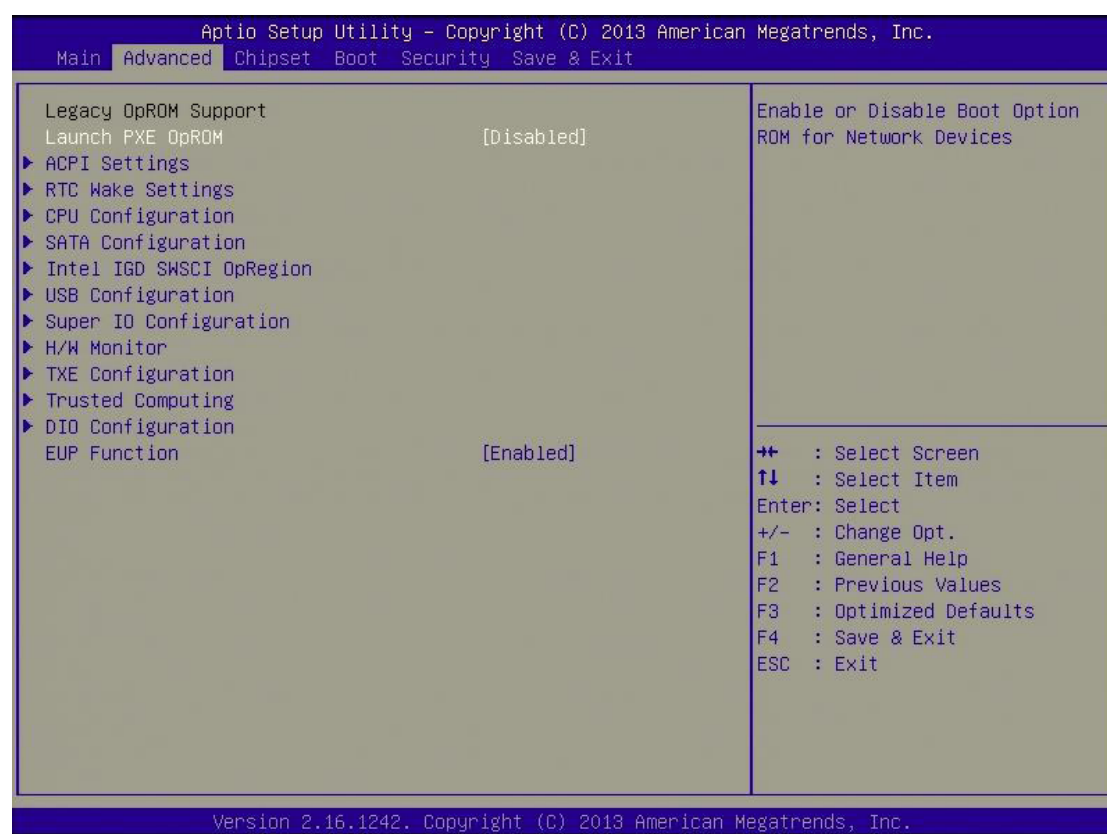 Aptio Setup Utility – Copyright (C) 2013 American Megatrends, Inc.
Main Advanced Chipset Boot Security Save & Exit
Legacy OpROM Support
Launch PXE OpROM [Disabled]
▶ ACPI Settings
▶ RTC Wake Settings
▶ CPU Configuration
▶ SATA Configuration
▶ Intel IGD SWSCI OpRegion
▶ USB Configuration
▶ Super IO Configuration
▶ H/W Monitor
▶ TXE Configuration
▶ Trusted Computing
▶ DIO Configuration
EUP Function [Enabled]
Enable or Disable Boot Option
ROM for Network Devices
→← : Select Screen
↑↓ : Select Item
Enter: Select
+/- : Change Opt.
F1 : General Help
F2 : Previous Values
F3 : Optimized Defaults
F4 : Save & Exit
ESC : Exit
Version 2.16.1242. Copyright (C) 2013 American Megatrends, Inc.